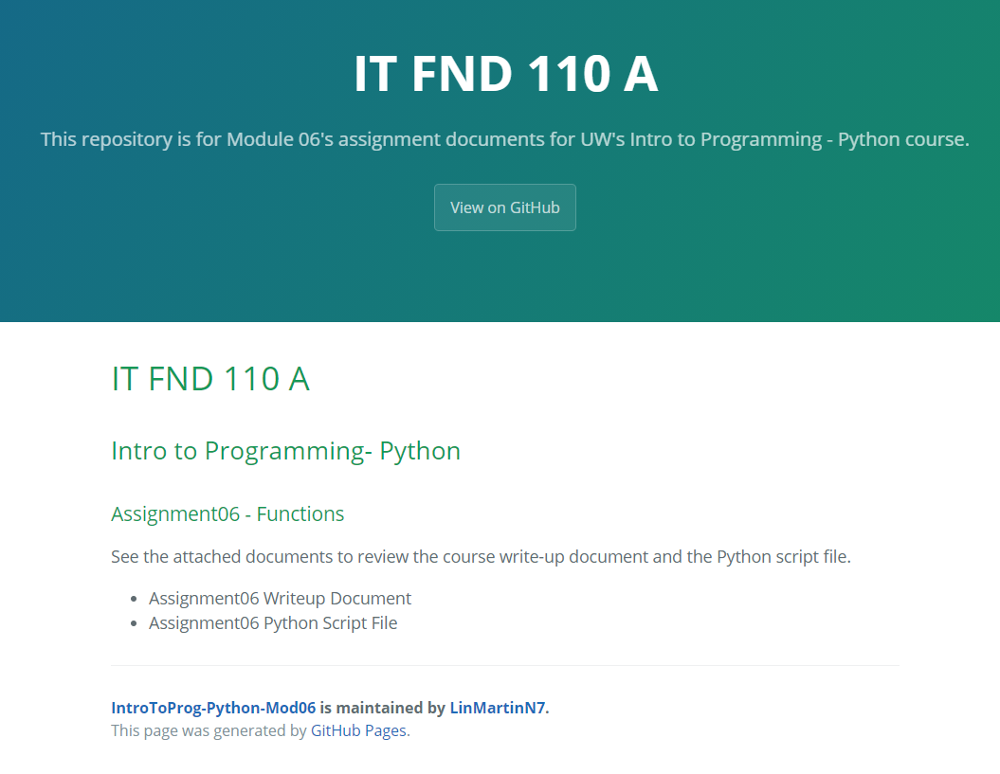 IT FND 110 A
This repository is for Module 06's assignment documents for UW's Intro to Programming - Python course.
View on GitHub
IT FND 110 A
Intro to Programming- Python
Assignment06 - Functions
See the attached documents to review the course write-up document and the Python script file.
• Assignment06 Writeup Document
• Assignment06 Python Script File
IntroToProg-Python-Mod06 is maintained by LinMartinN7.
This page was generated by GitHub Pages.